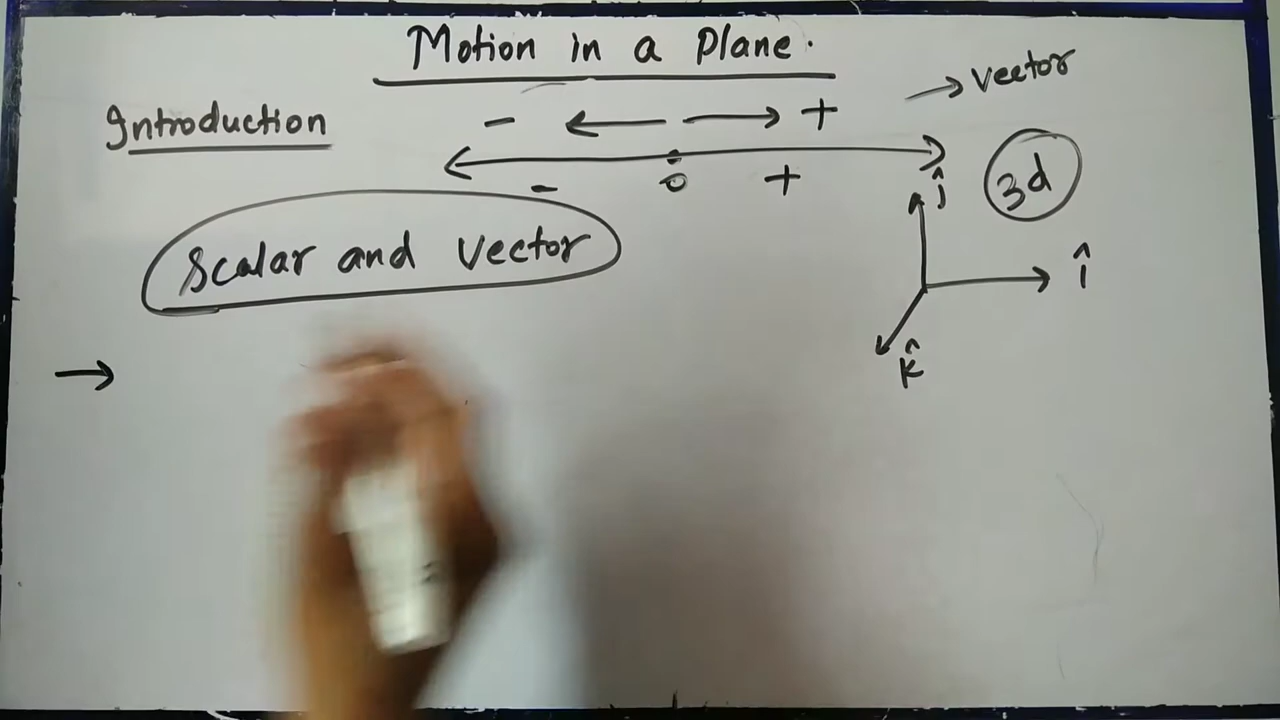 Motion in a Plane.
→ vector
Introduction
- ← → +
- 0 +
3d
ĵ
Scalar and vector
î
k̂
→